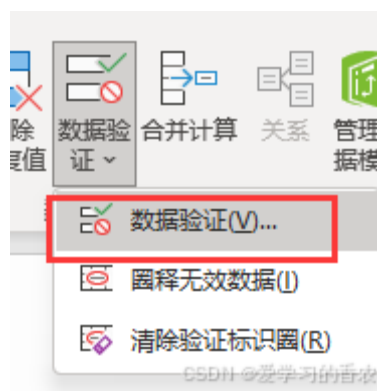 除 数据验 合并计算 关系 管理
复值 证 据模
数据验证(V)...
圈释无效数据(I)
清除验证标识圈(R)
CSDN @爱学习的香农